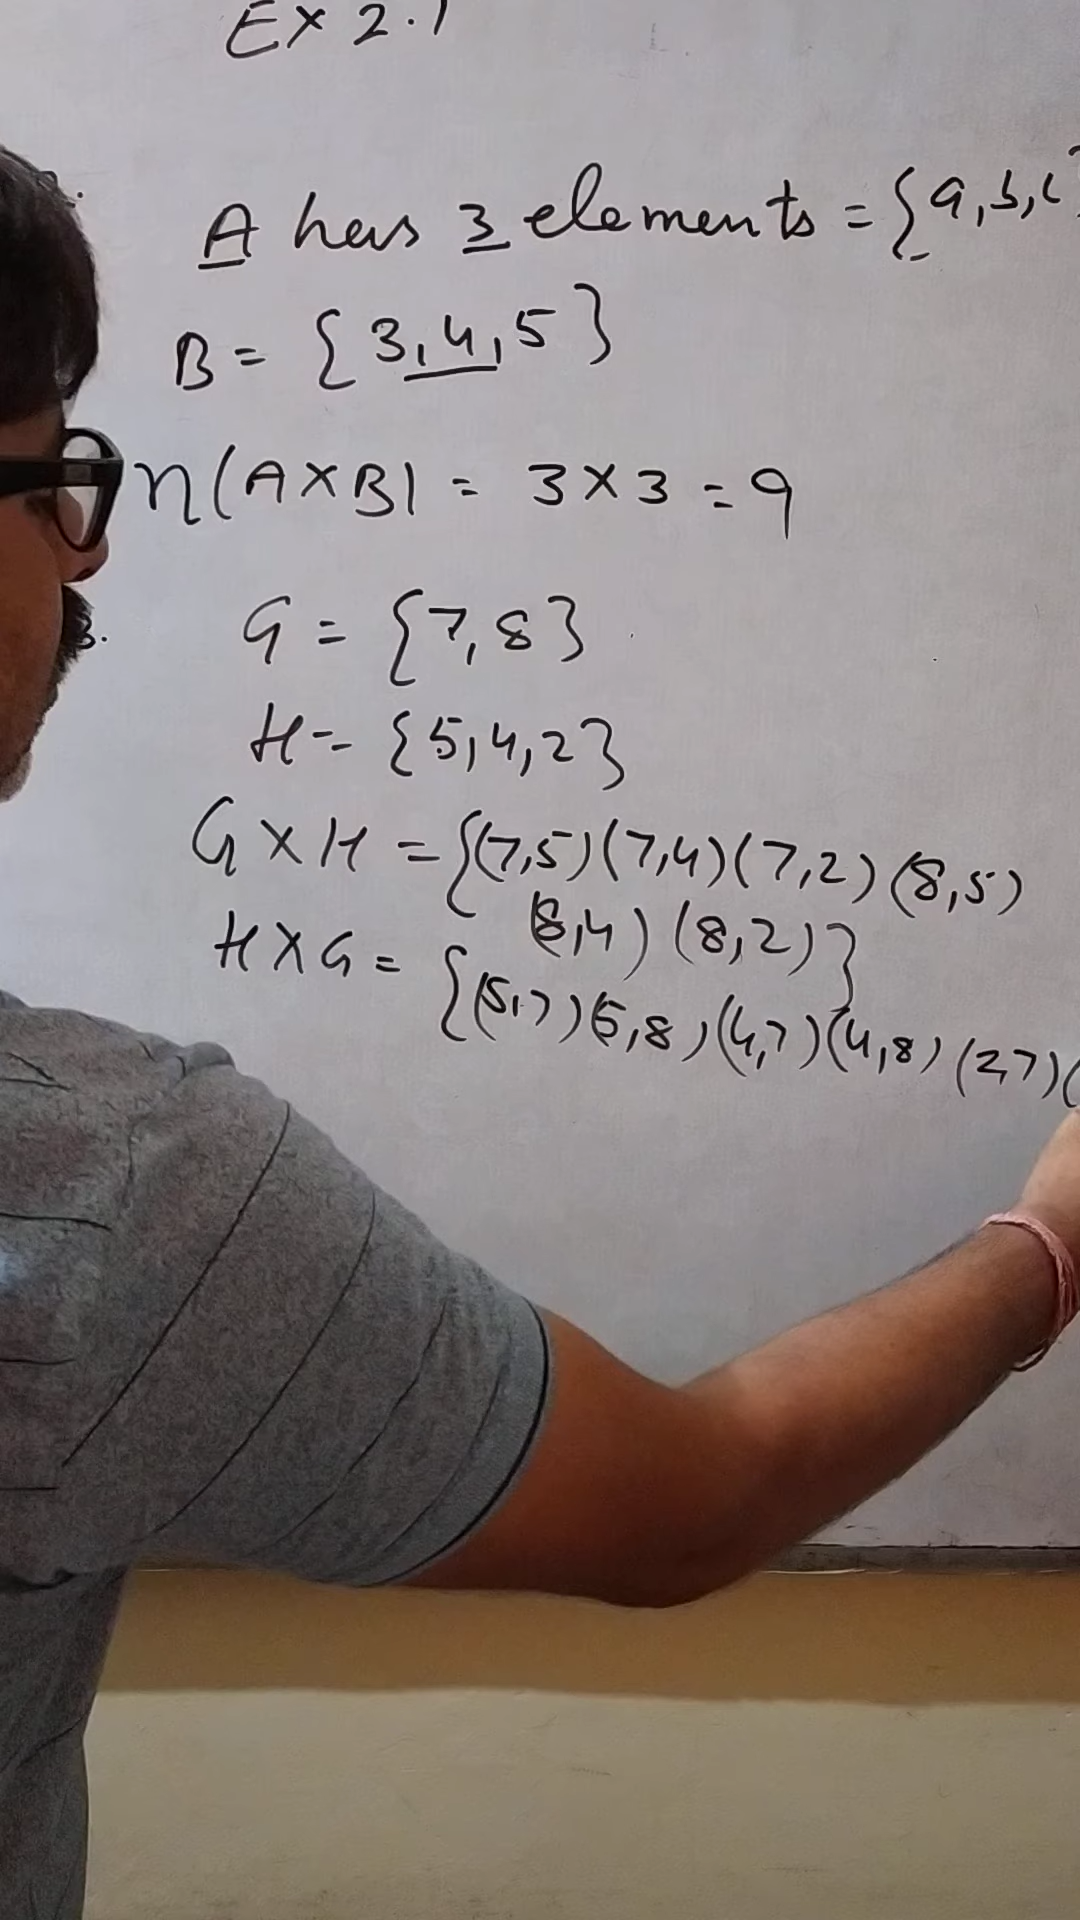 Ex 2.1
A has 3 elements = {a, b, c}
B = {3, 4, 5}
n(A×B) = 3×3 = 9
3. G = {7, 8}
H = {5, 4, 2}
G×H = {(7,5)(7,4)(7,2)(8,5)
(8,4)(8,2)}
H×G = {(5,7)(5,8)(4,7)(4,8)(2,7)(